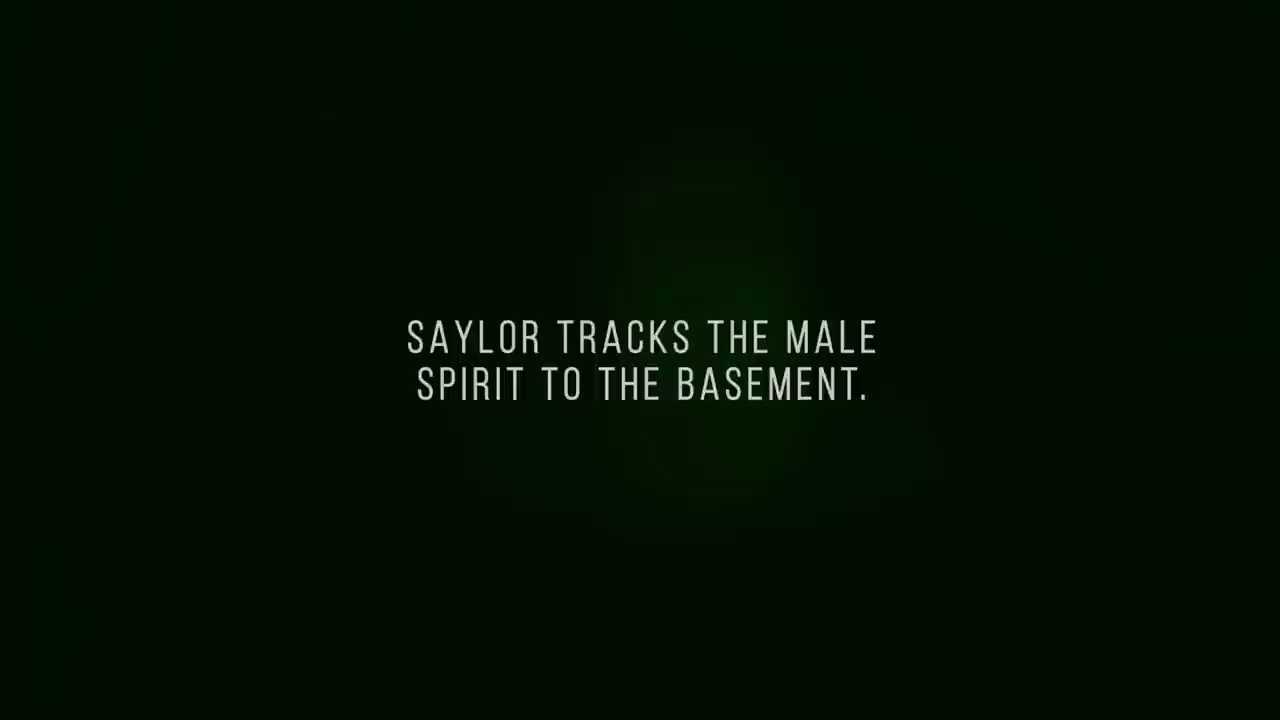 SAYLOR TRACKS THE MALE
SPIRIT TO THE BASEMENT.